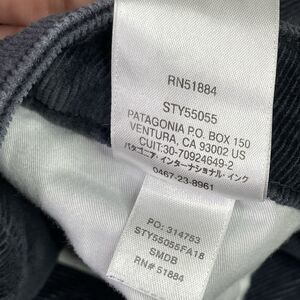 RN51884
STY55055
PATAGONIA P.O. BOX 150
VENTURA, CA 93002 US
CUIT:30-70924649-2
パタゴニア・インターナショナル・インク
0467-23-8961
PO: 314753
STY55055FA18
SMDB
RN# 51884